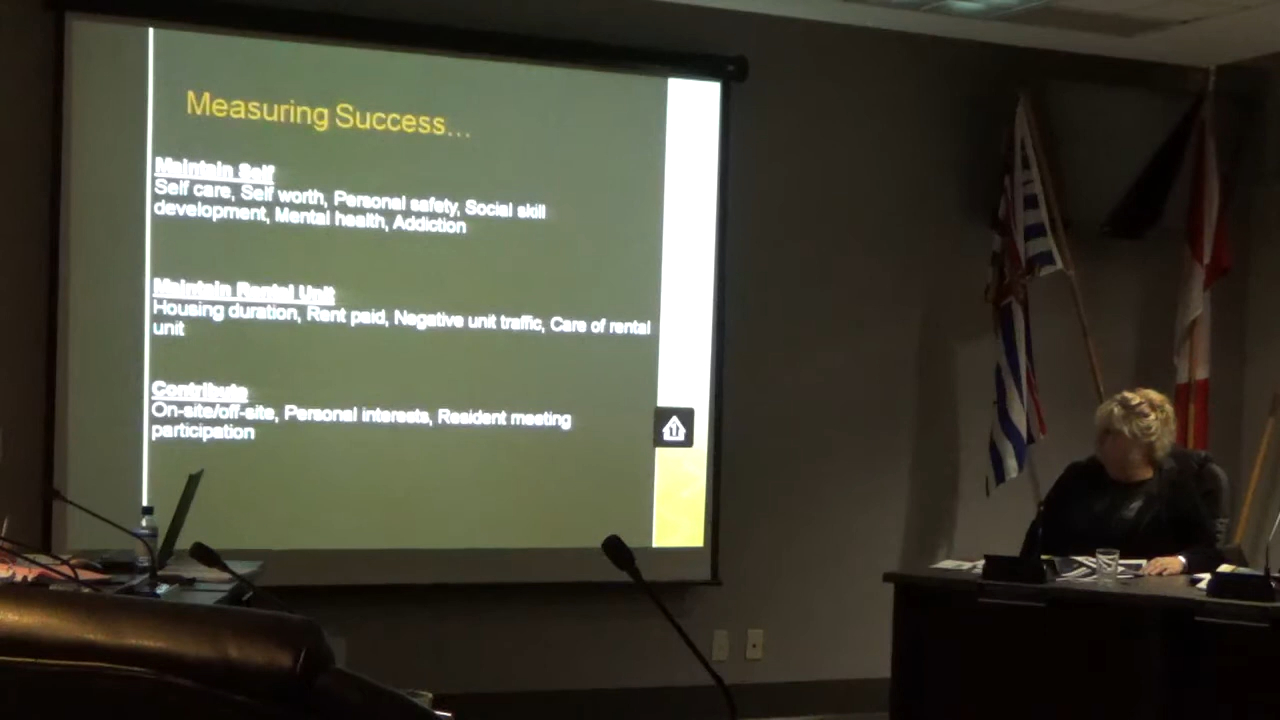 Measuring Success...
Maintain Self
Self care, Self worth, Personal safety, Social skill
development, Mental health, Addiction
Maintain Rental Unit
Housing duration, Rent paid, Negative unit traffic, Care of rental
unit
Contribute
On-site/off-site, Personal interests, Resident meeting
participation